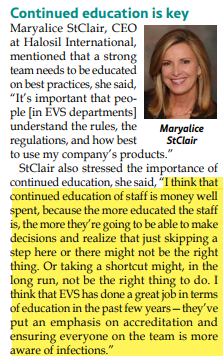 Continued education is key
Maryalice StClair, CEO
at Halosil International,
mentioned that a strong
team needs to be educated
on best practices, she said,
“It’s important that peo-
ple [in EVS departments]
understand the rules, the
regulations, and how best
to use my company’s products.”
Maryalice
StClair
StClair also stressed the importance of
continued education, she said, “I think that
continued education of staff is money well
spent, because the more educated the staff
is, the more they’re going to be able to make
decisions and realize that just skipping a
step here or there might not be the right
thing. Or taking a shortcut might, in the
long run, not be the right thing to do. I
think that EVS has done a great job in terms
of education in the past few years—they’ve
put an emphasis on accreditation and
ensuring everyone on the team is more
aware of infections.”